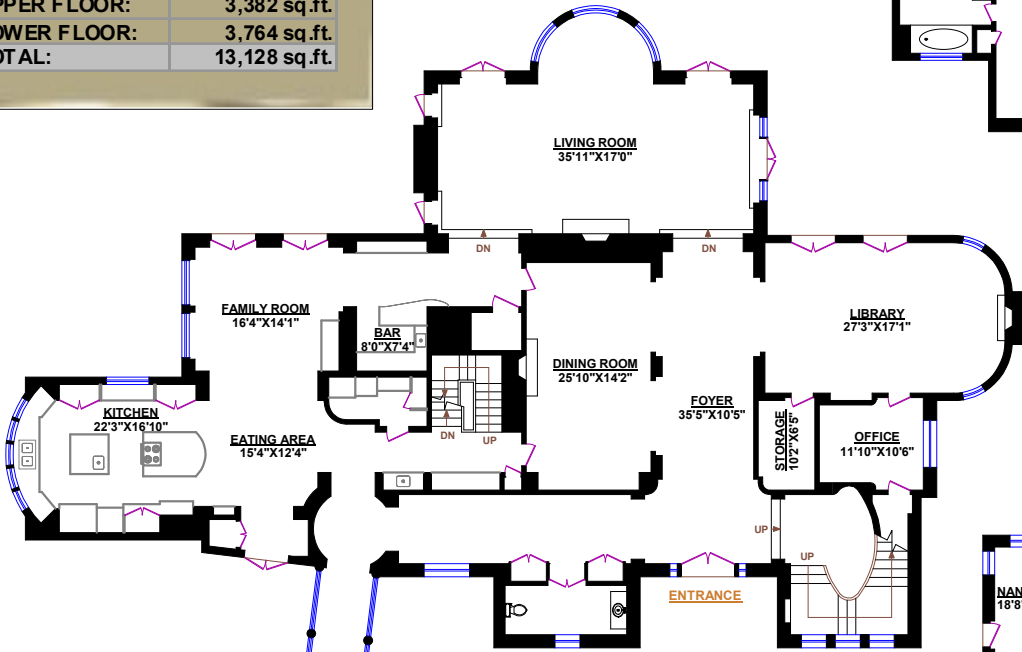 PPER FLOOR: 3,382 sq.ft.
OWER FLOOR: 3,764 sq.ft.
OTAL: 13,128 sq.ft.
LIVING ROOM
35'11"X17'0"
DN
DN
FAMILY ROOM
16'4"X14'1"
BAR
8'0"X7'4"
LIBRARY
27'3"X17'1"
DINING ROOM
25'10"X14'2"
FOYER
35'5"X10'5"
KITCHEN
22'3"X16'10"
EATING AREA
15'4"X12'4"
DN
UP
STORAGE
10'2"X6'5"
OFFICE
11'10"X10'6"
UP
UP
ENTRANCE
NAN
18'8